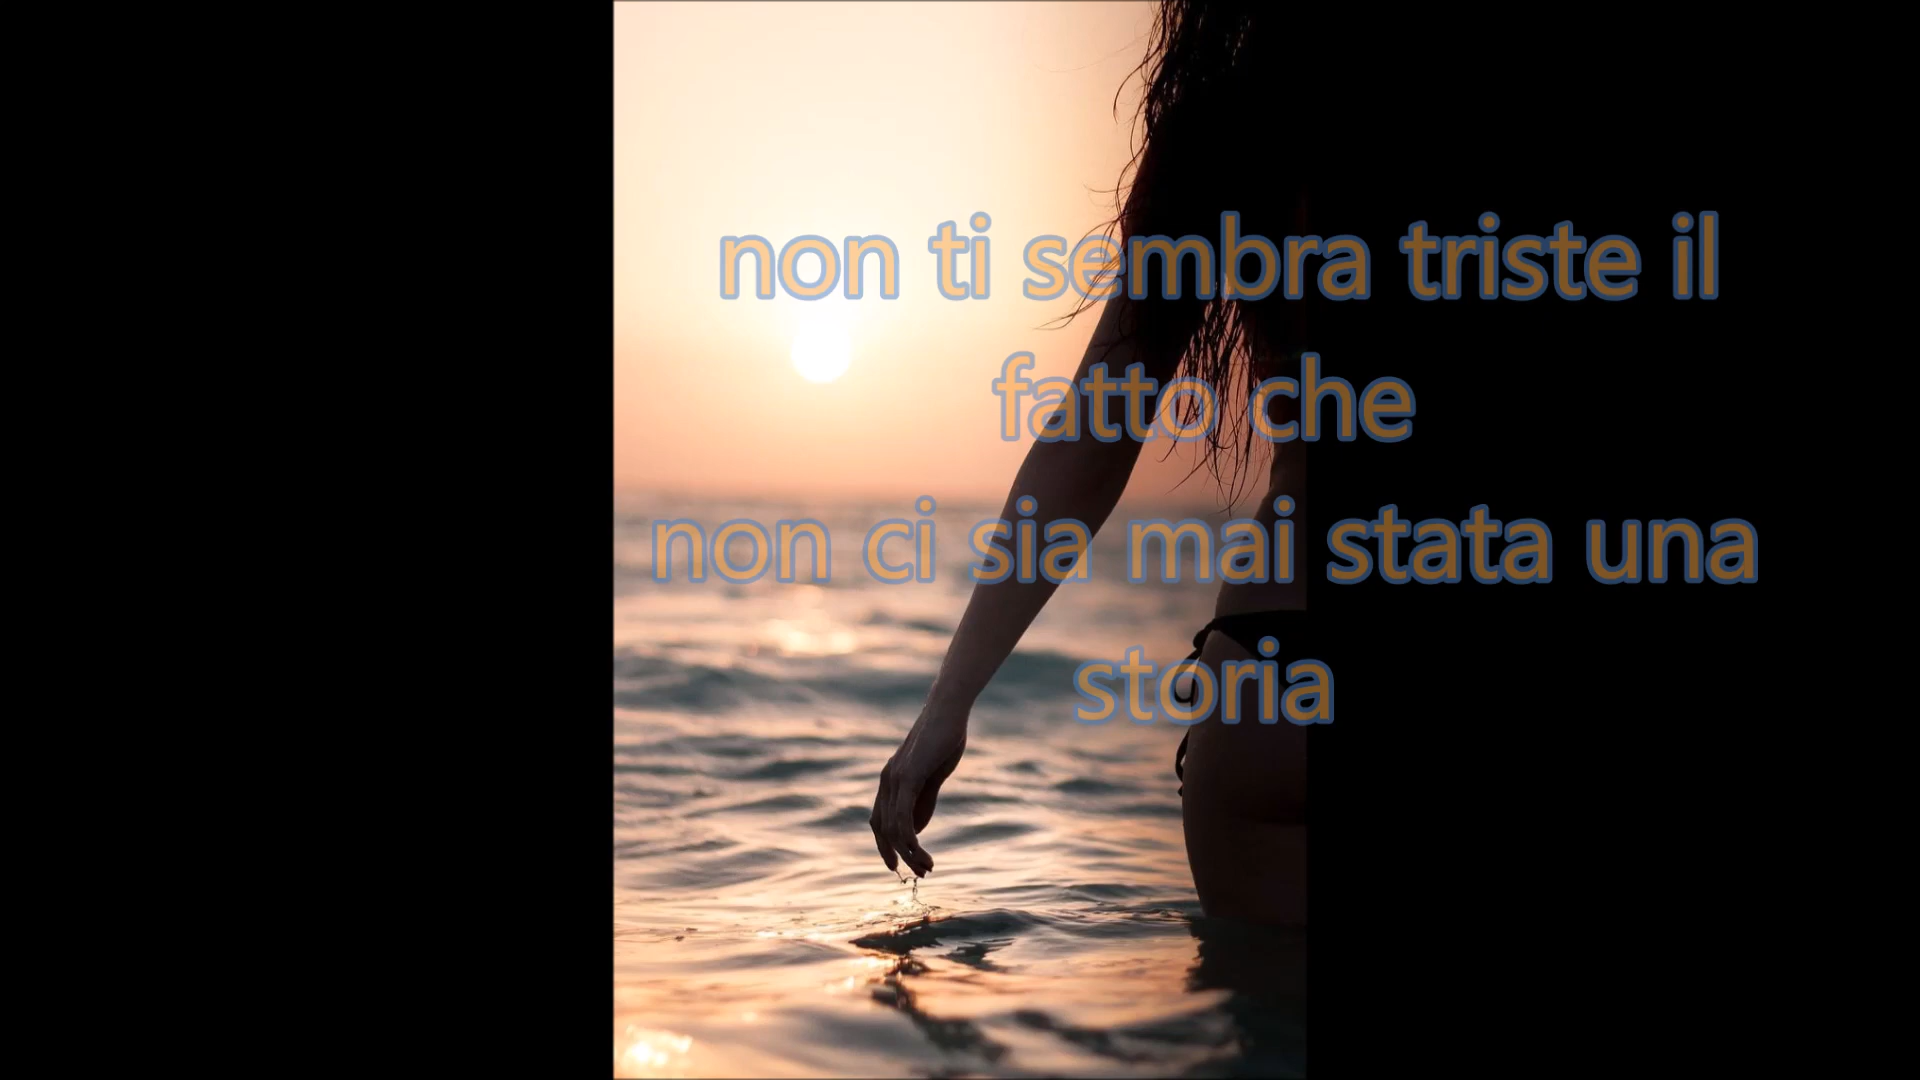 non ti sembra triste il
fatto che
non ci sia mai stata una
storia